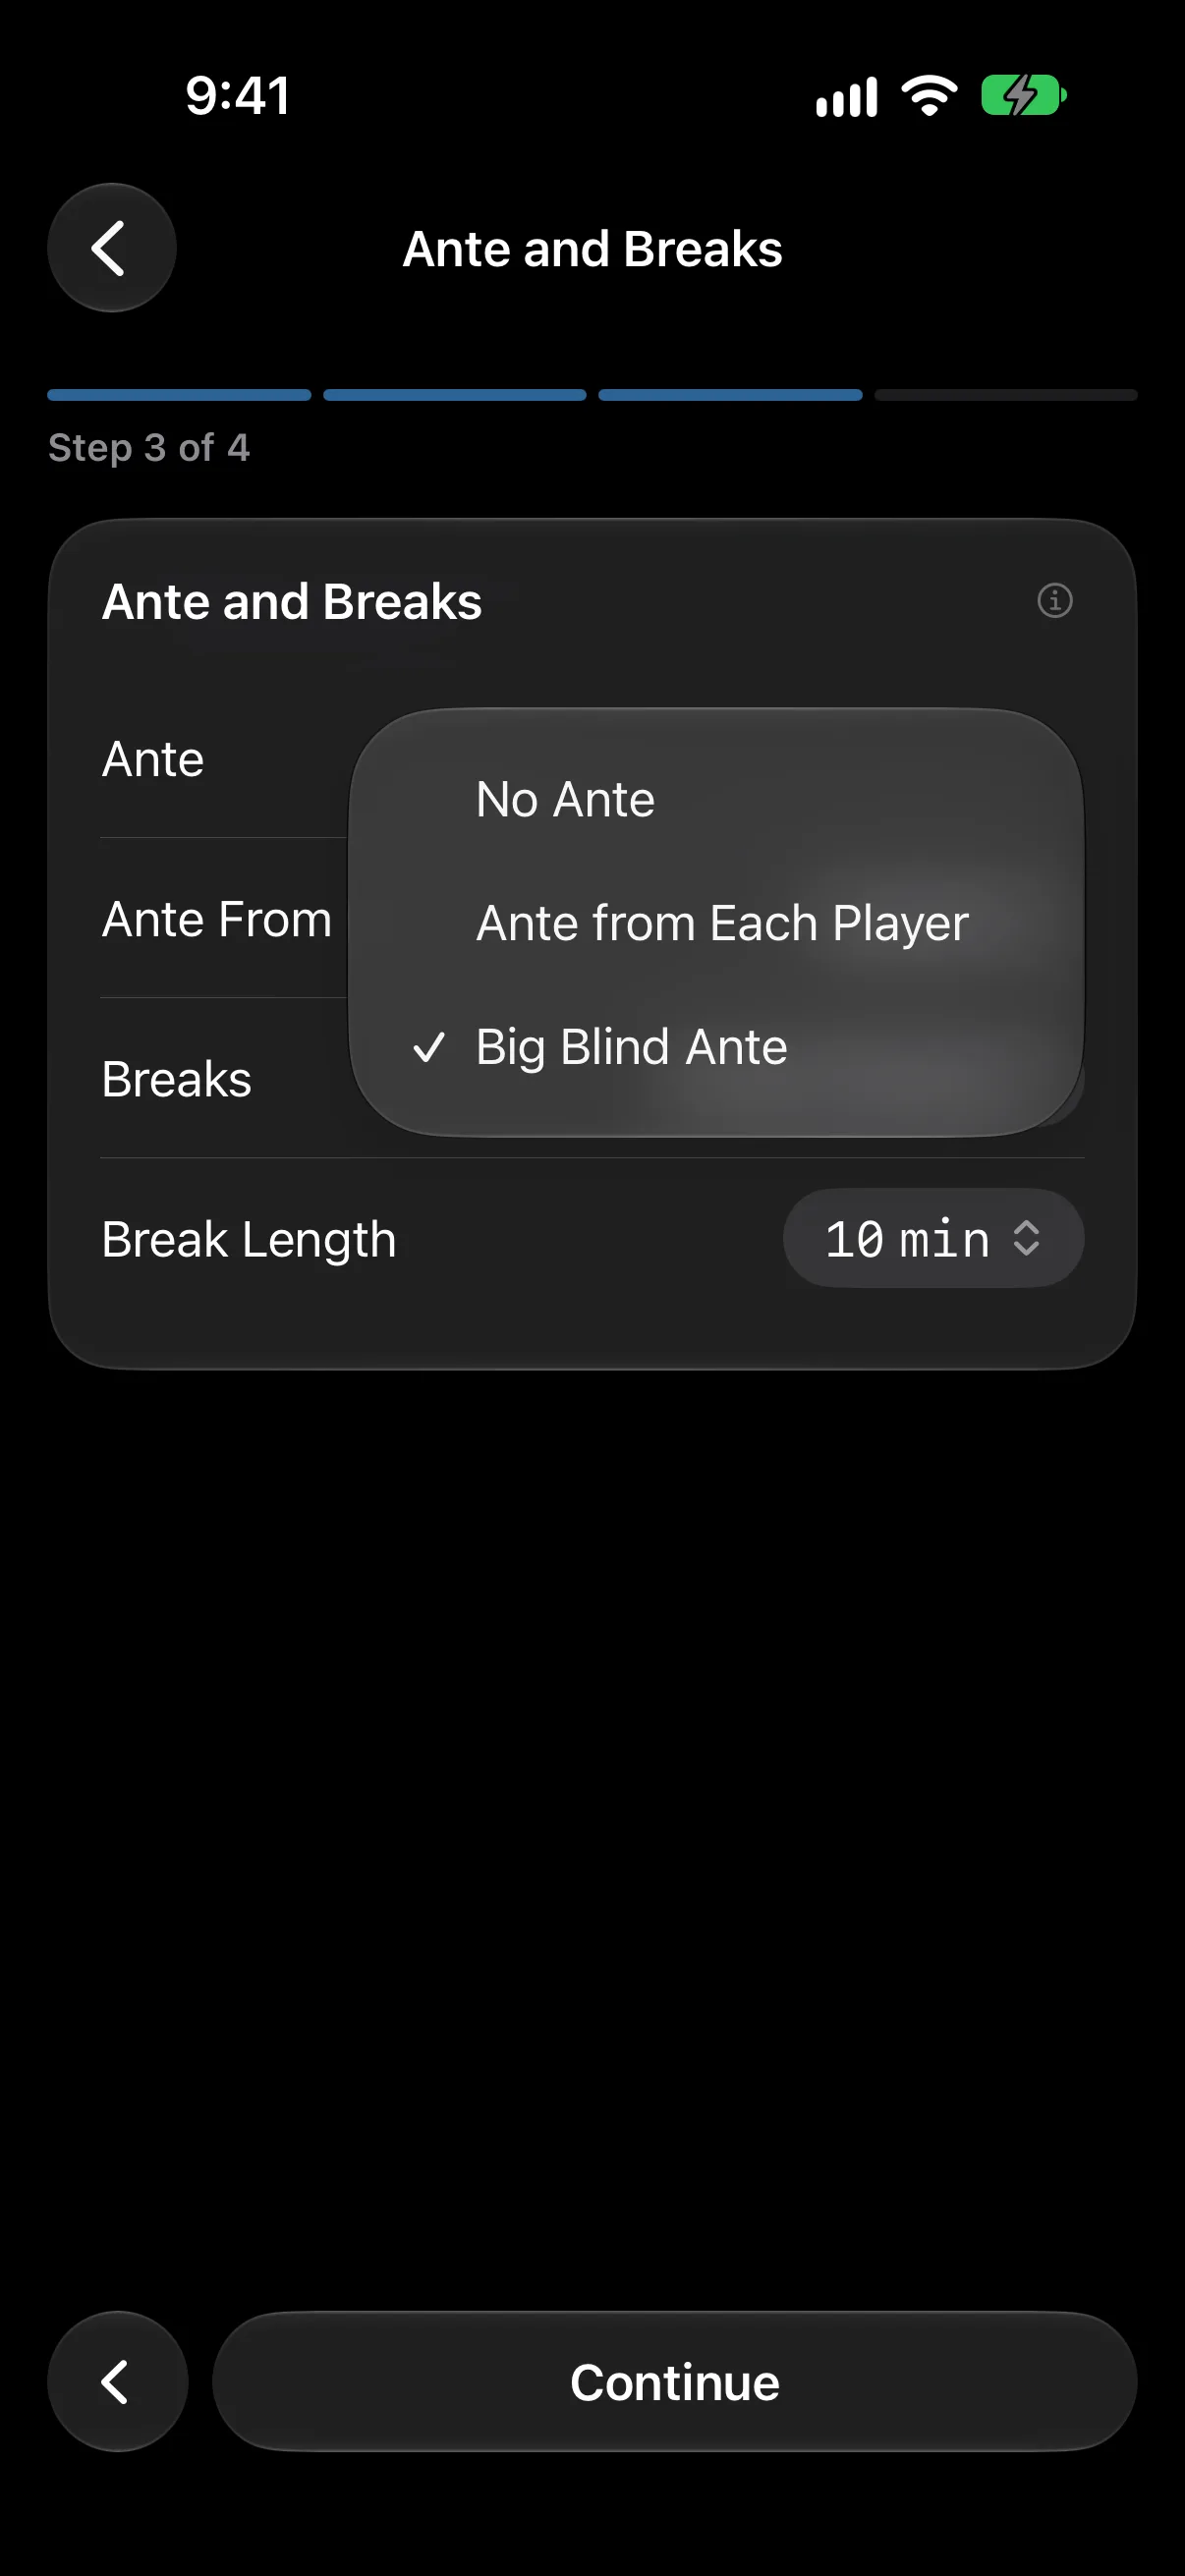 9:41
Ante and Breaks
Step 3 of 4
Ante and Breaks
Ante
No Ante
Ante from Each Player
Ante From
Big Blind Ante
Breaks
Break Length
10 min
Continue